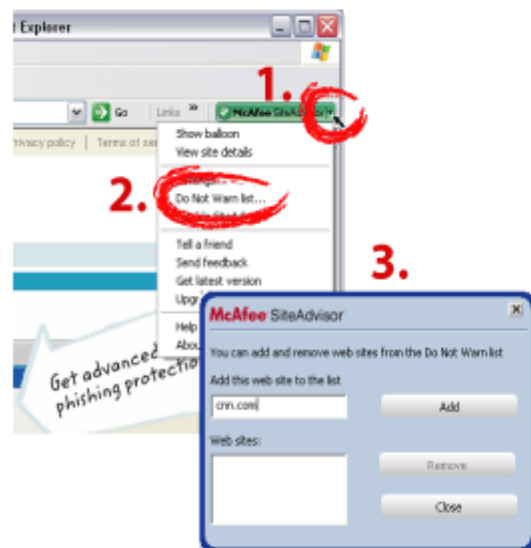 t Explorer
1.
Go
Links »
McAfee SiteAdvisor
rivacy policy | Terms of
Show balloon
View site details
2.
Do Not Warn list...
Tell a friend
Send feedback
Get latest version
3.
Help
Get advanced
phishing protectio
McAfee SiteAdvisor
You can add and remove web sites from the Do Not Warn list
Add this web site to the list
cnn.com
Add
Web sites:
Remove
Close